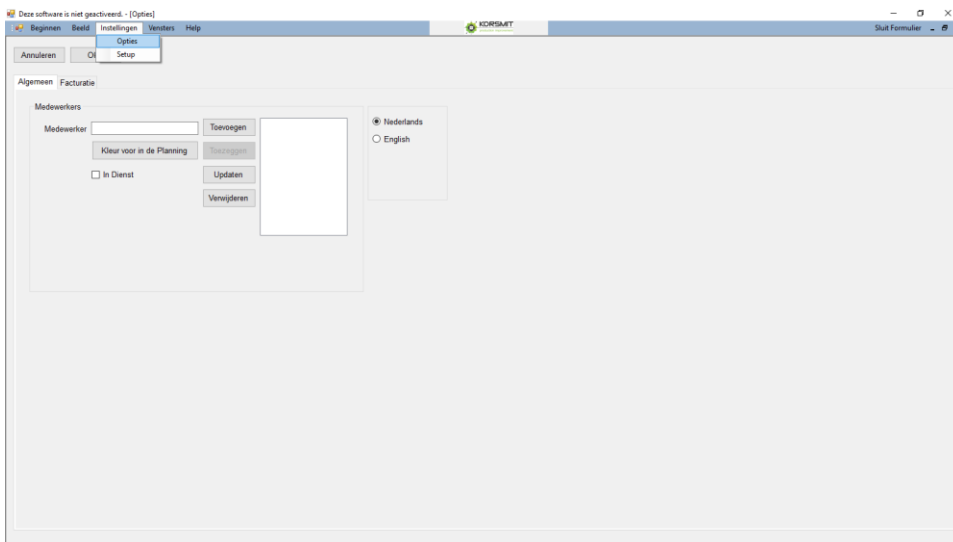 Deze software is niet geactiveerd. - [Opties]
Beginnen Beeld Instellingen Vensters Help KORSMIT Sluit Formulier
Opties
Annuleren Setup
Algemeen Facturatie
Medewerkers
Medewerker Toevoegen Nederlands
Kleur voor in de Planning Toezeggen English
In Dienst Updaten
Verwijderen